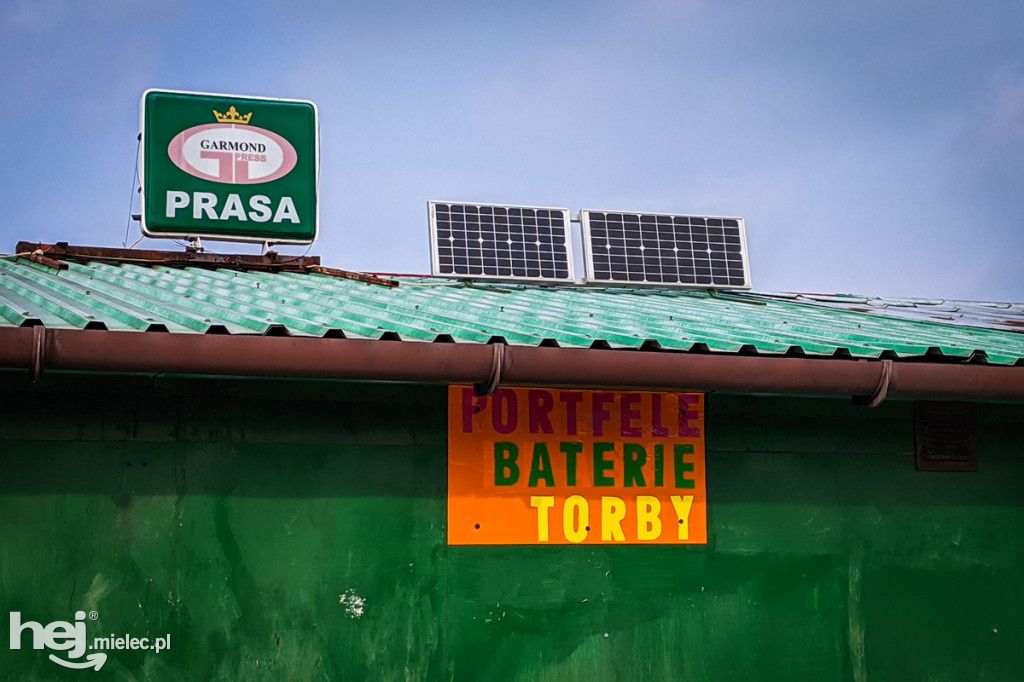 GARMOND
PRESS
PRASA
PORTFELE
BATERIE
TORBY
hej.mielec.pl